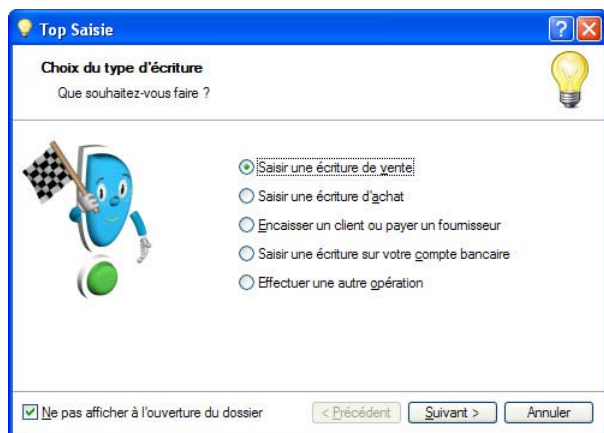 Top Saisie
Choix du type d'écriture
Que souhaitez-vous faire ?
Saisir une écriture de vente
Saisir une écriture d'achat
Encaisser un client ou payer un fournisseur
Saisir une écriture sur votre compte bancaire
Effectuer une autre opération
Ne pas afficher à l'ouverture du dossier
< Précédent
Suivant >
Annuler